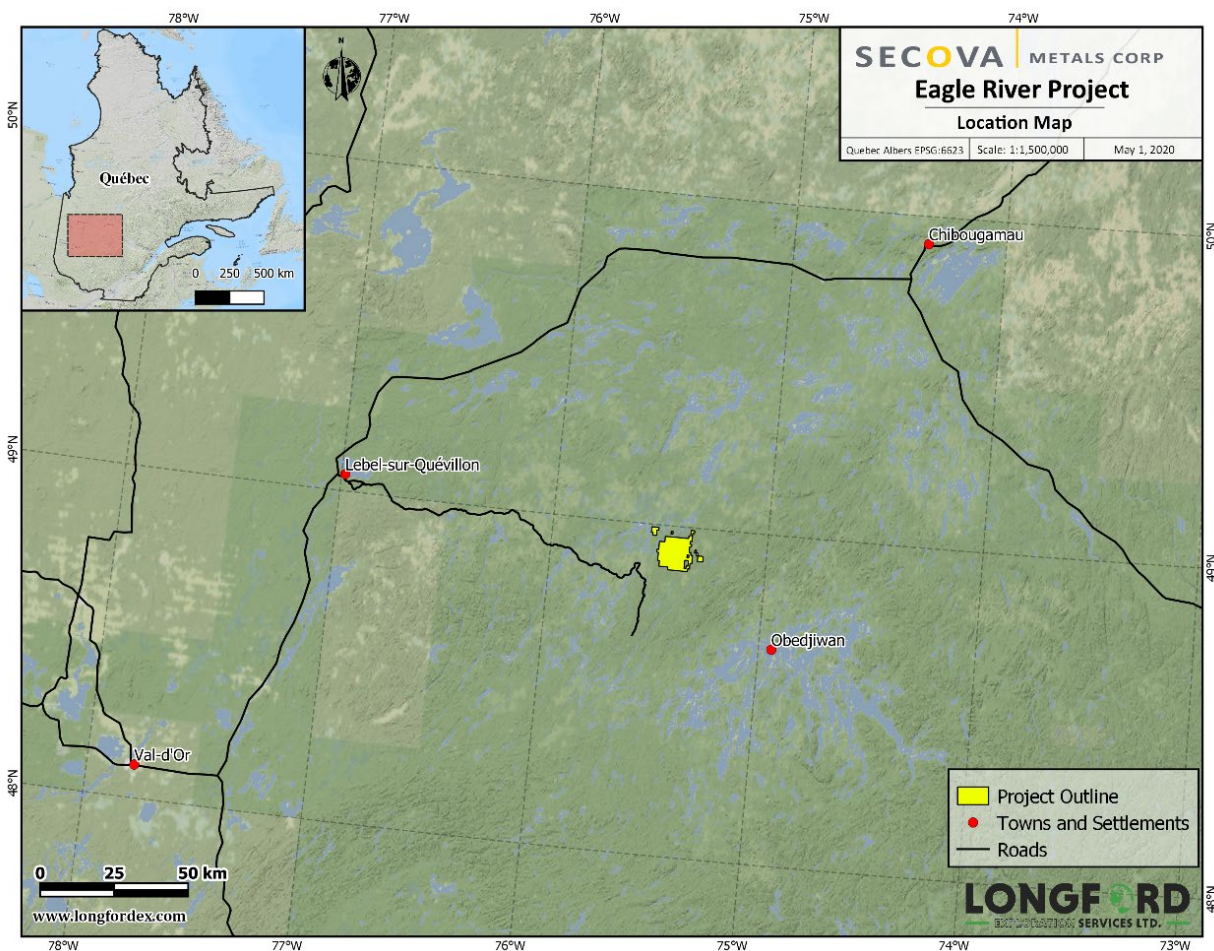 78°W 77°W 76°W 75°W 74°W
SECOVA METALS CORP
Eagle River Project
Location Map
Quebec Albers EPSG:6623 Scale: 1:1,500,000 May 1, 2020
N
Québec
0 250 500 km
50°N
50°N
Chibougamau
49°N
Lebel-sur-Quévillon
49°N
Obedjiwan
Val-d'Or
48°N
Project Outline
Towns and Settlements
Roads
0 25 50 km
www.longfordex.com
LONGFORD
EXPLORATION SERVICES LTD.
48°N
78°W 77°W 76°W 75°W 74°W 73°W